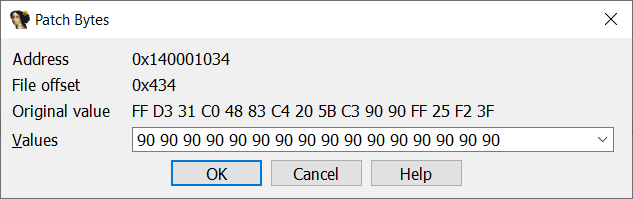 Patch Bytes
Address 0x140001034
File offset 0x434
Original value FF D3 31 C0 48 83 C4 20 5B C3 90 90 FF 25 F2 3F
Values 90 90 90 90 90 90 90 90 90 90 90 90 90 90 90 90
OK Cancel Help